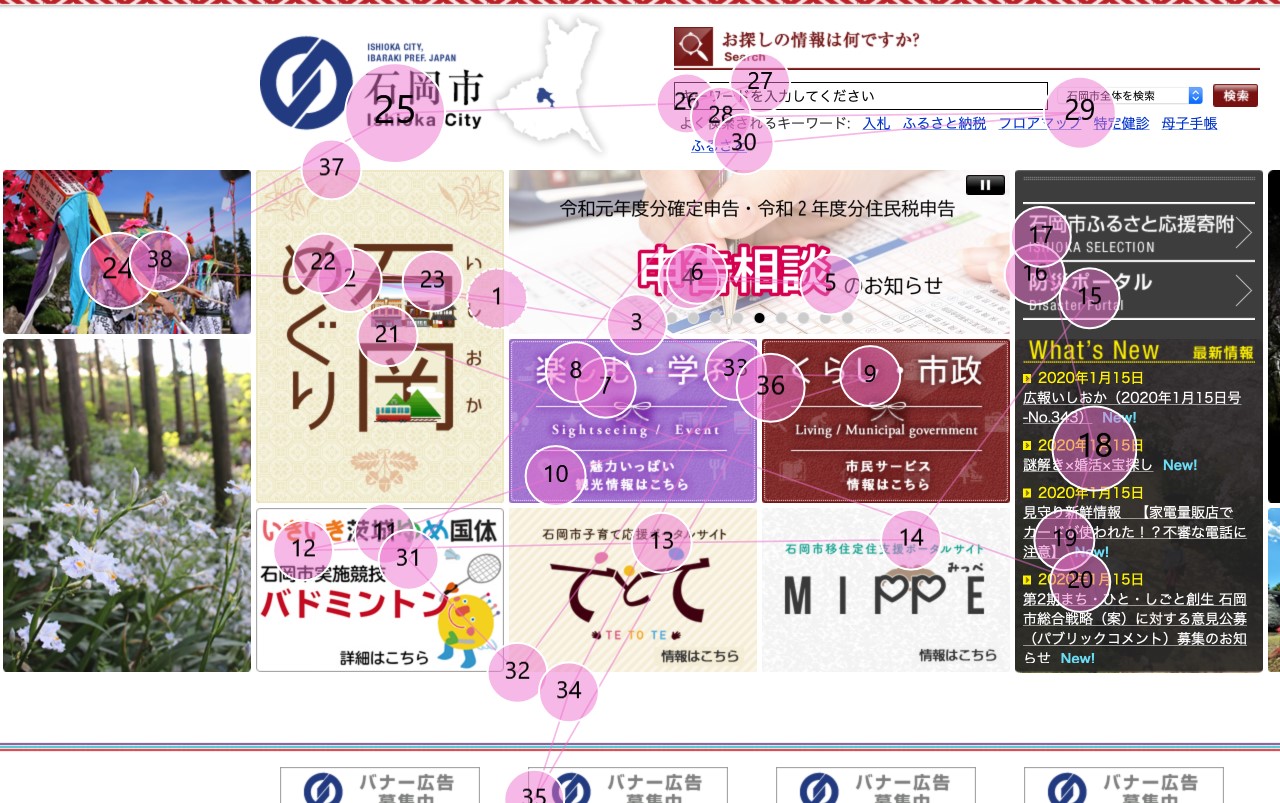 ISHIOKA CITY,
IBARAKI PREF. JAPAN
石岡市
Ishioka City
お探しの情報は何ですか?
Search
キーワードを入力してください
石岡市全体を検索
検索
よく検索されるキーワード: 入札 ふるさと納税 フロアマップ 特定健診 母子手帳
いしおか
めぐり
石岡
令和元年度分確定申告・令和2年度分住民税申告
申告相談のお知らせ
楽しむ・学ぶ
Sightseeing / Event
魅力いっぱい
観光情報はこちら
くらし・市政
Living / Municipal government
市民サービス
情報はこちら
石岡市ふるさと応援寄附
ISHIOKA SELECTION
防災ポータル
Disaster Portal
What's New 最新情報
2020年1月15日
広報いしおか(2020年1月15日号
-No.343) New!
2020年1月15日
謎解き×婚活×宝探し New!
2020年1月15日
見守り新鮮情報 【家電量販店で
カードが使われた!?不審な電話に
注意】 New!
2020年1月15日
第2期まち・ひと・しごと創生 石岡
市総合戦略(案)に対する意見公募
(パブリックコメント)募集のお知
らせ New!
いきいき茨城ゆめ国体
石岡市実施競技
バドミントン
詳細はこちら
石岡市子育て応援ポータルサイト
てとて
TE TO TE
情報はこちら
石岡市移住定住支援ポータルサイト
みっぺ
MIPPE
情報はこちら
バナー広告
募集中
バナー広告
募集中
バナー広告
募集中
バナー広告
募集中
1
2
3
5
6
7
8
9
10
11
12
13
14
15
16
17
18
19
20
21
22
23
24
25
26
27
28
29
30
31
32
33
34
35
36
37
38